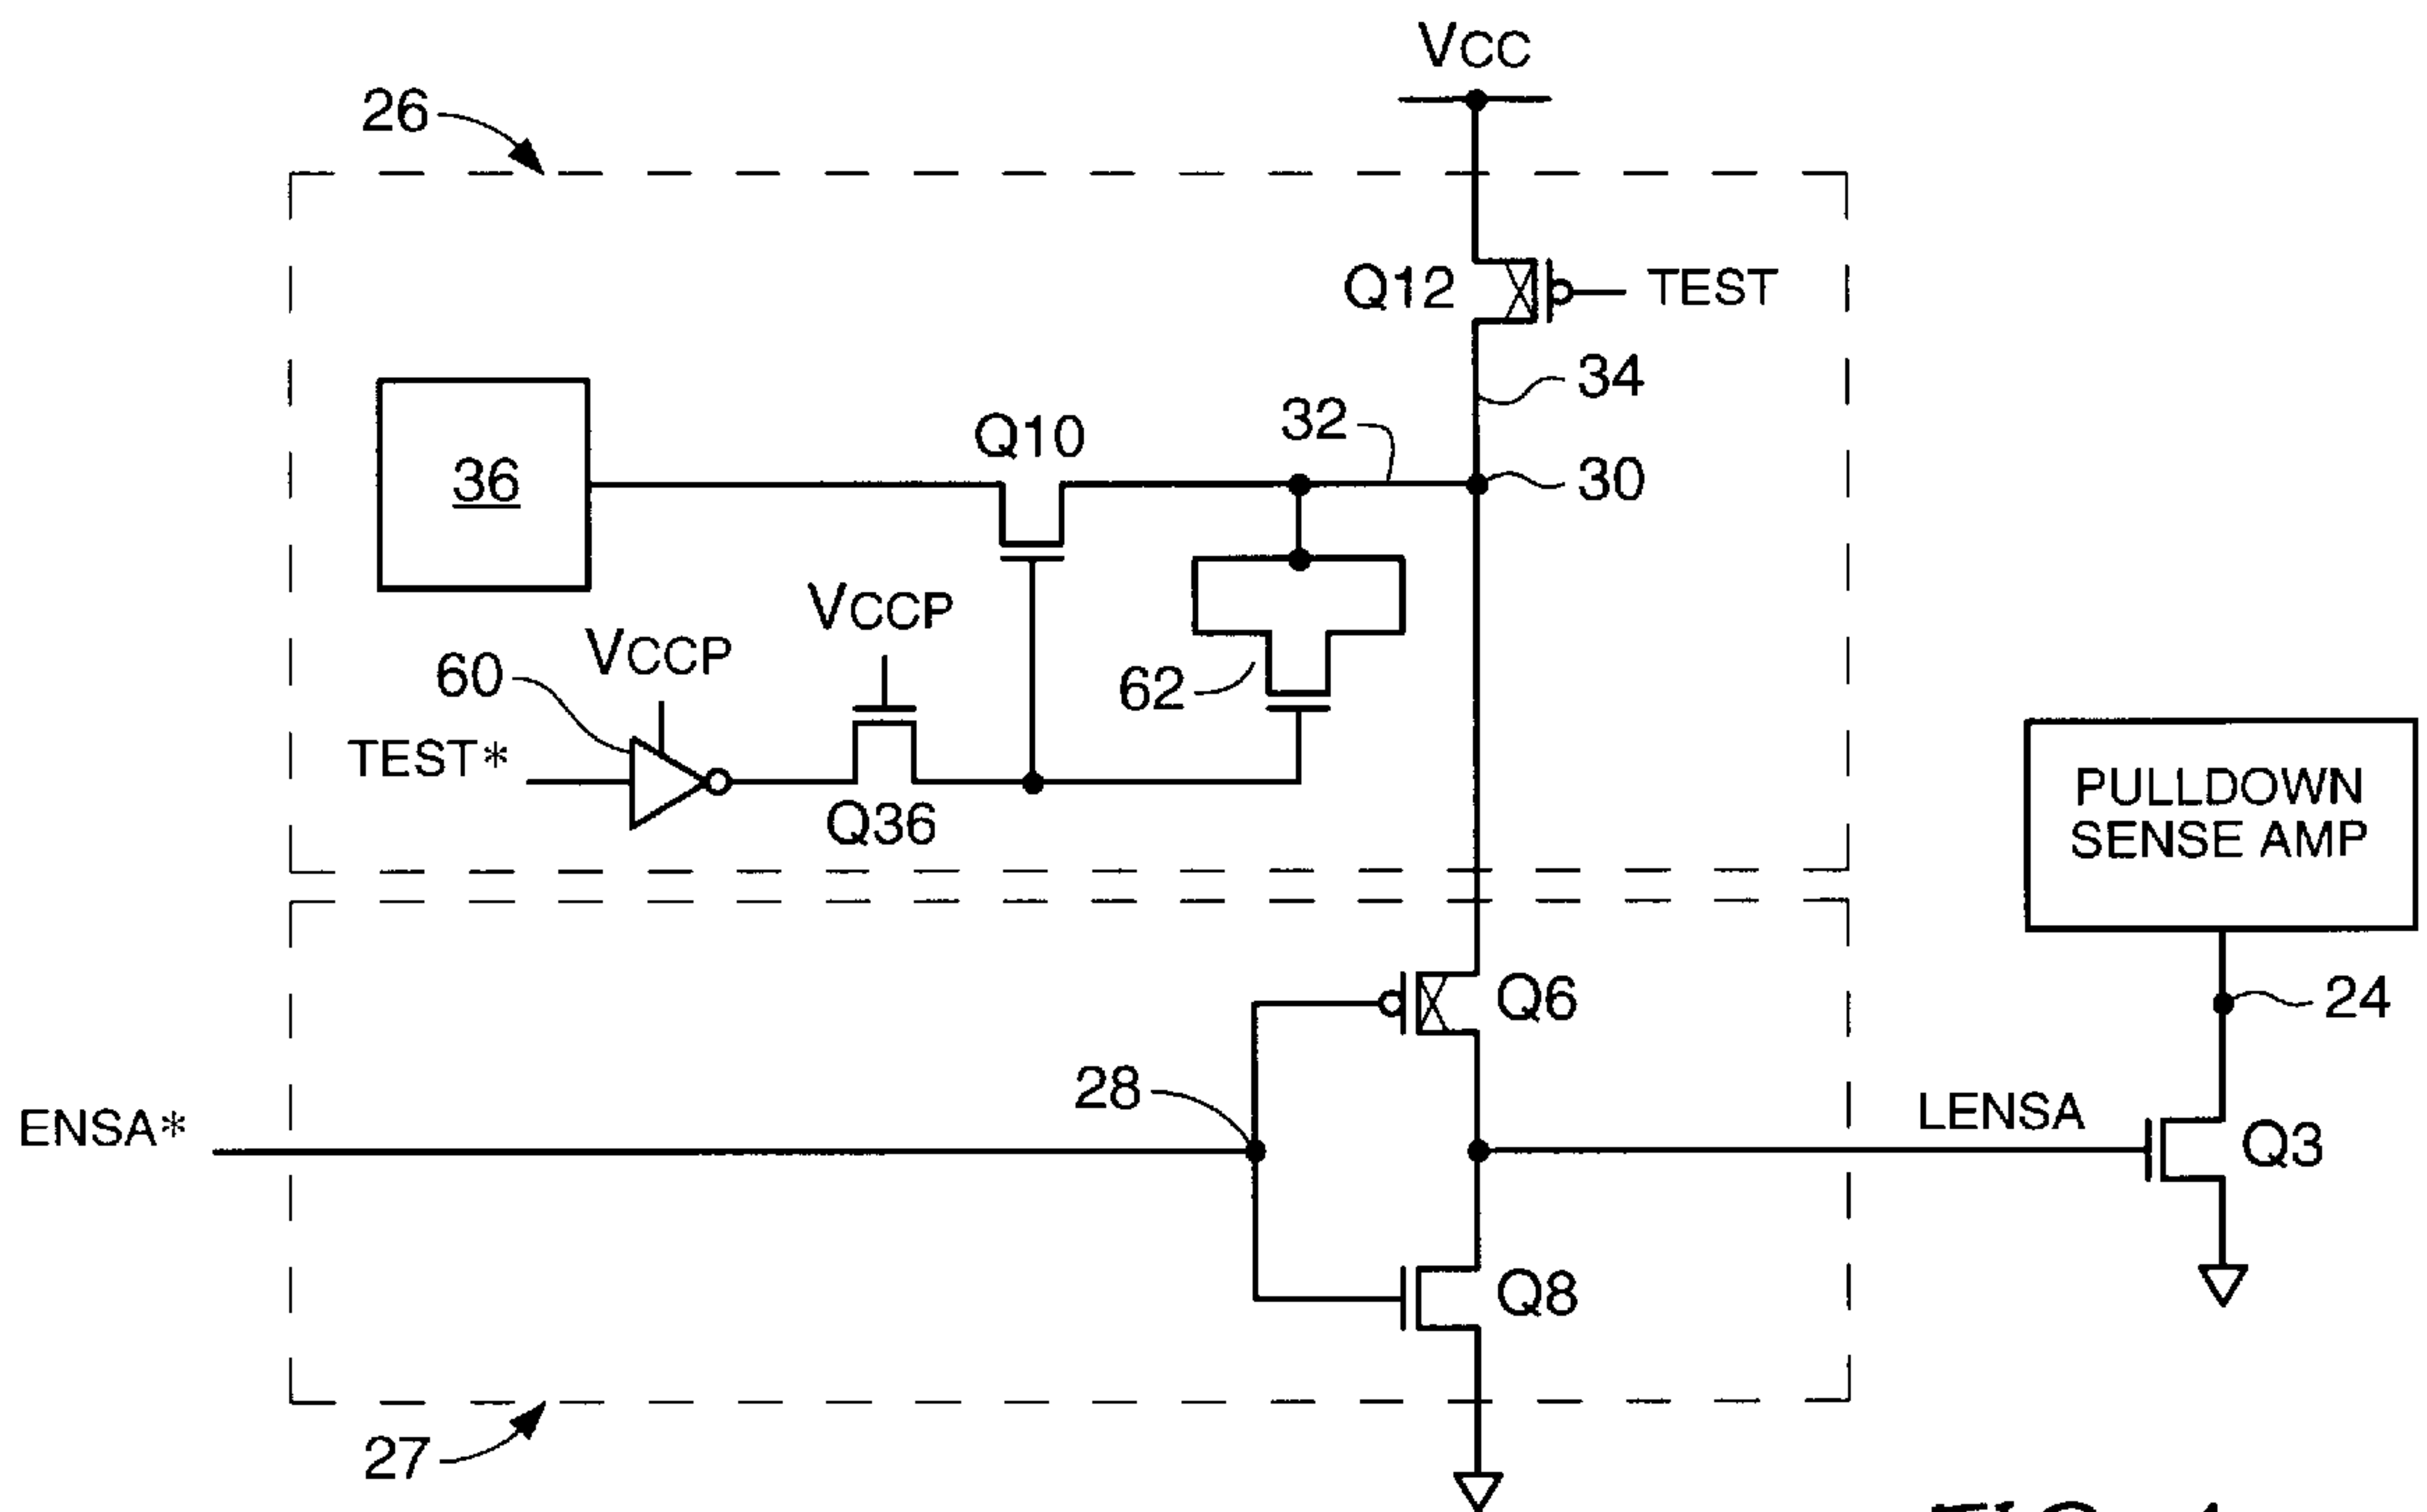 VCC
26
Q12
TEST
34
32
30
Q10
36
VCCP
VCCP
60
62
TEST*
Q36
PULLDOWN
SENSE AMP
Q6
24
28
LENSA
ENSA*
Q3
Q8
27